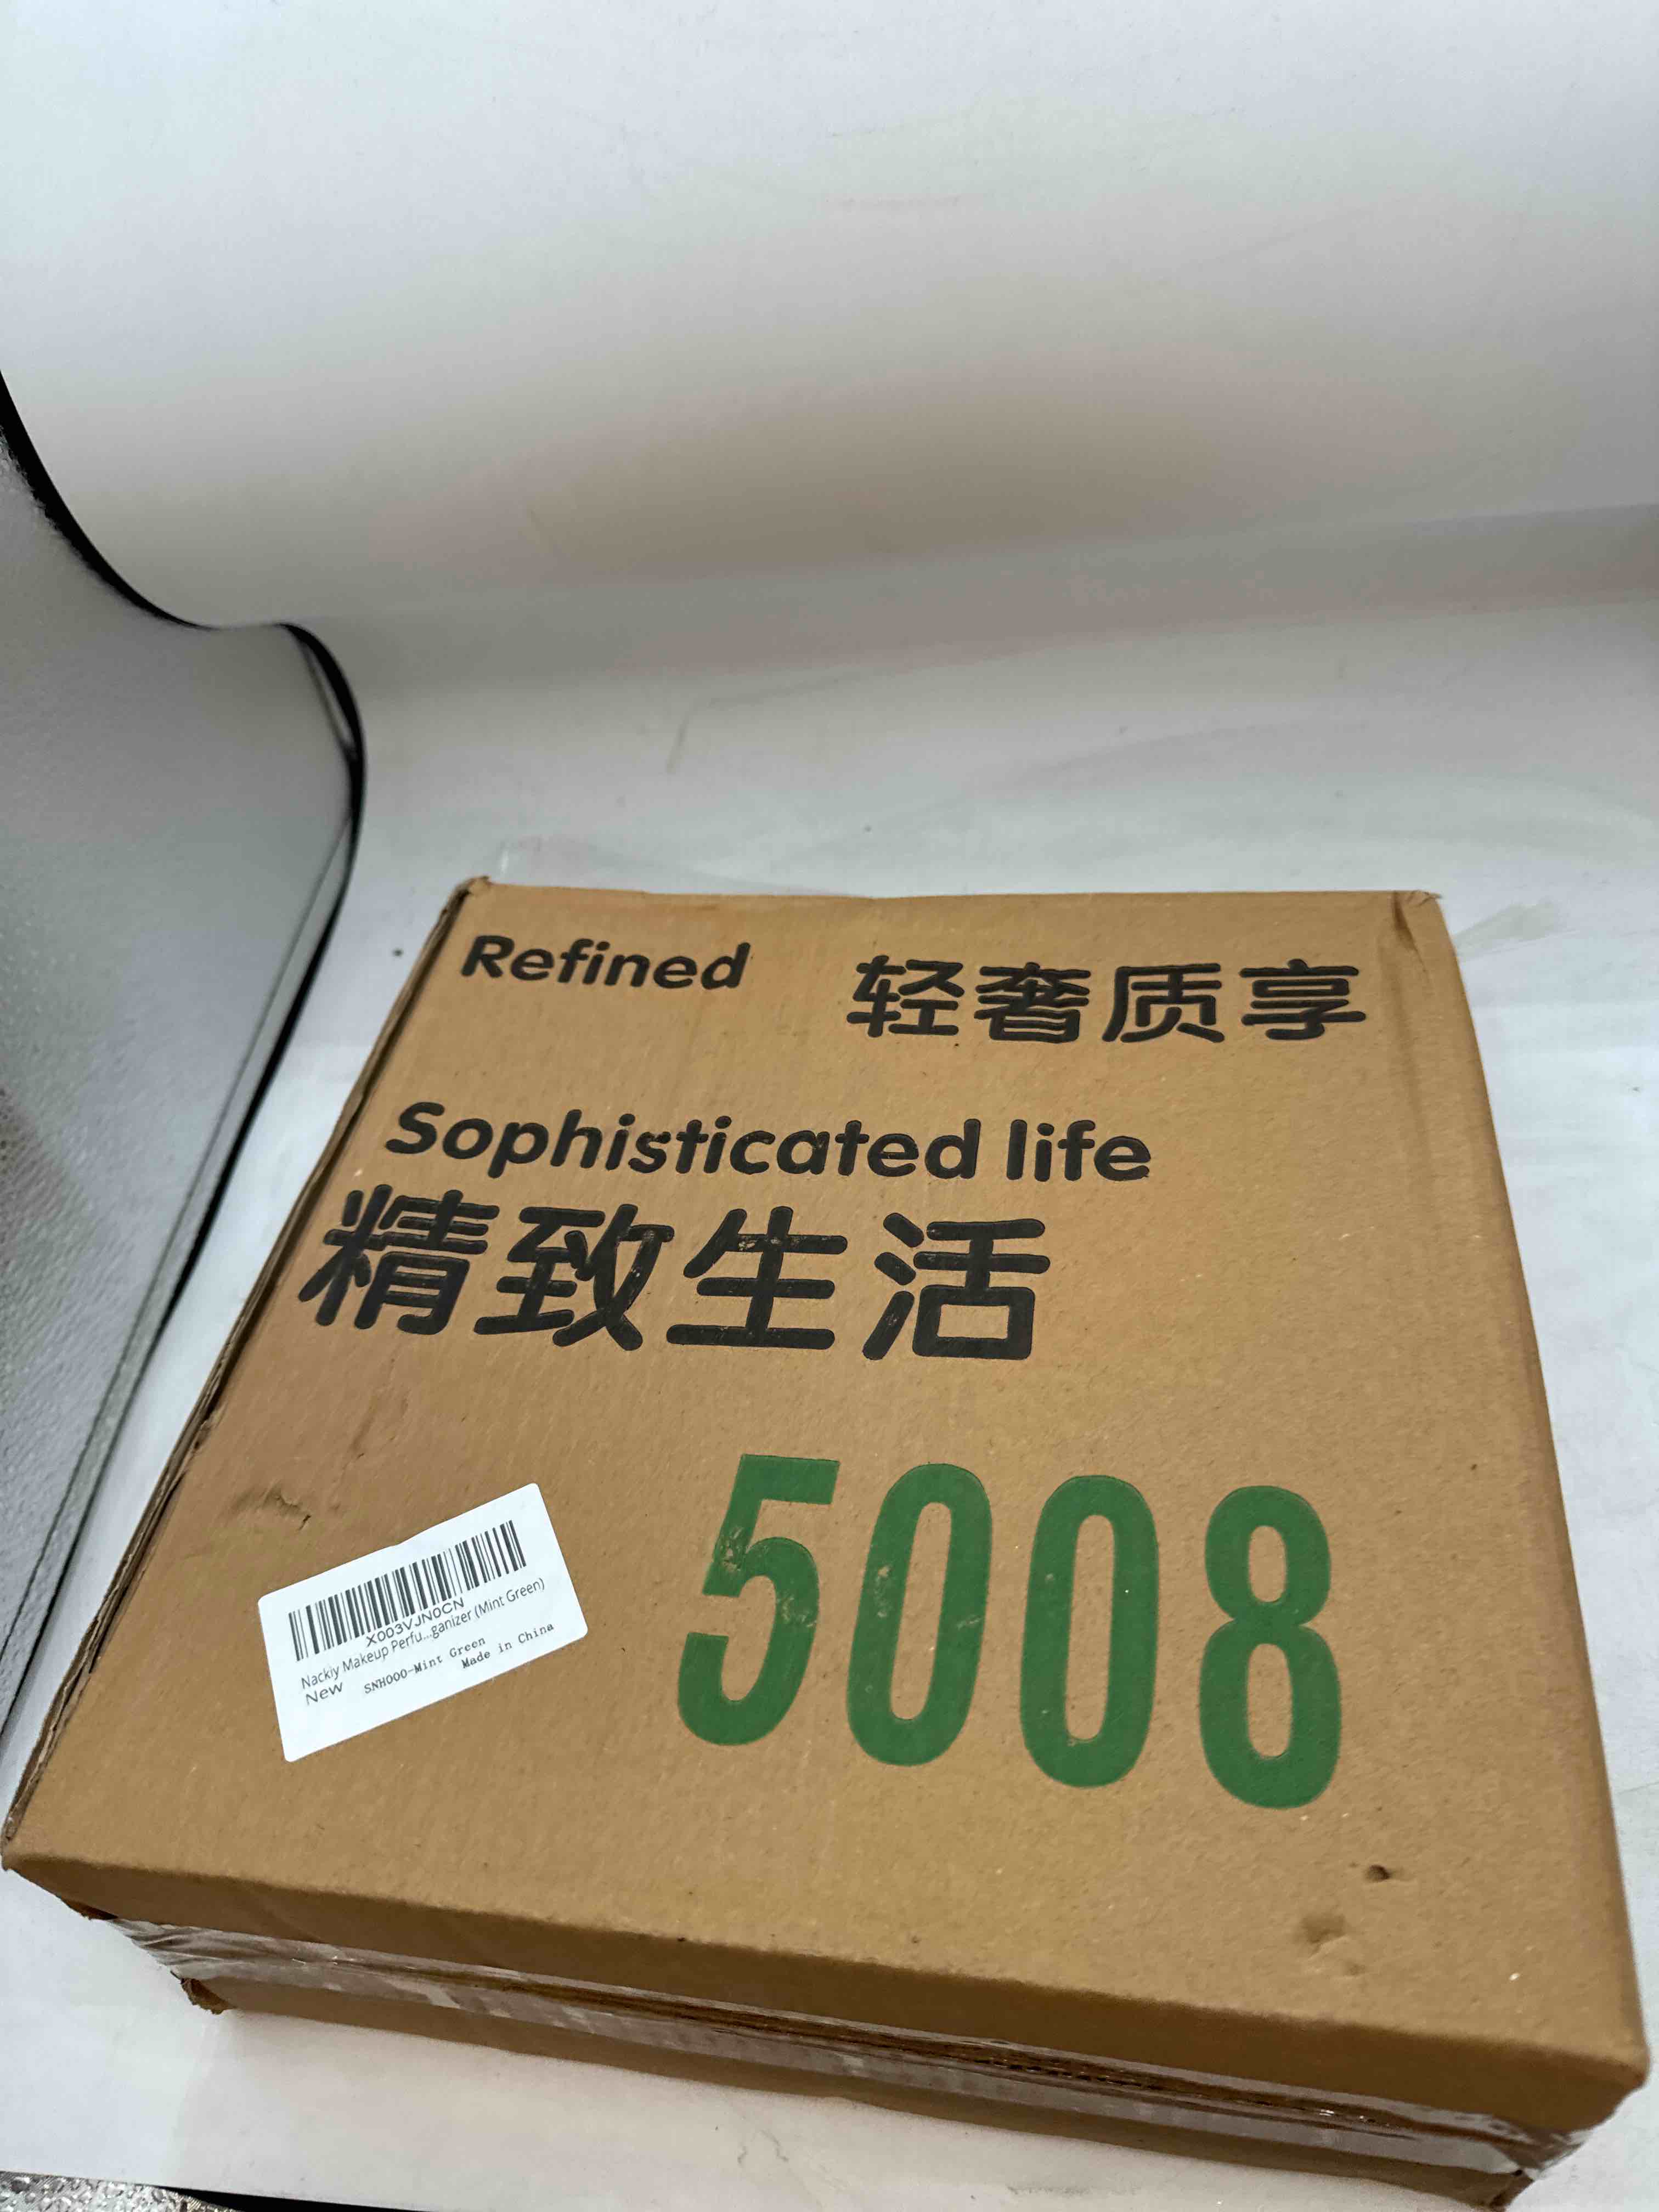 Refined 轻奢质享
Sophisticated life
精致生活
5008
X003VJN0CN
Nackiy Makeup Perfu...ganizer (Mint Green)
New SNH000-Mint Green
Made in China